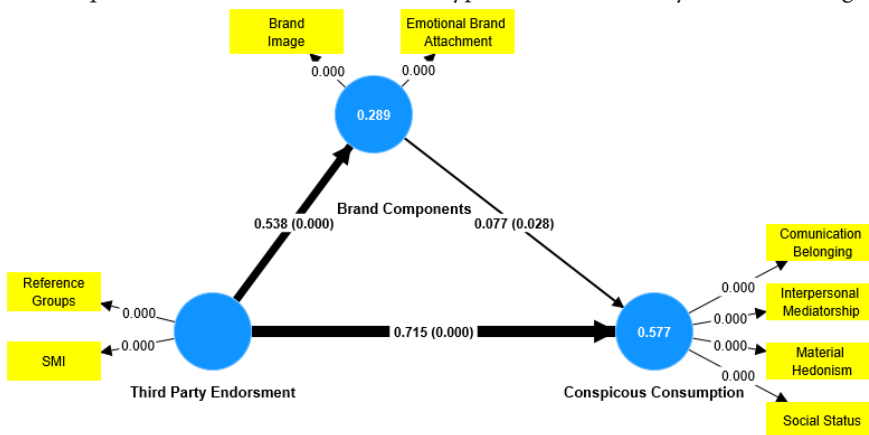 Brand
Image
Emotional Brand
Attachment
0.000
0.000
0.289
Brand Components
0.538 (0.000)
0.077 (0.028)
Comunication
Belonging
Reference
Groups
0.000
Interpersonal
Mediatorship
0.000
0.000
0.715 (0.000)
0.577
0.000
0.000
SMI
Material
Hedonism
0.000
Third Party Endorsment
Conspicous Consumption
Social Status